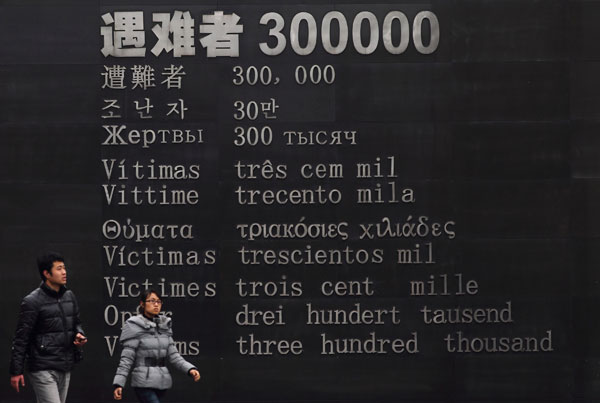 遇难者 300000
遭難者 300，000
조난자 30만
Жертвы 300 тысяч
Vítimas três cem mil
Vittime trecento mila
Θύματα τριακόσιες χιλιάδες
Víctimas trescientos mil
Victimes trois cent mille
drei hundert tausend
three hundred thousand